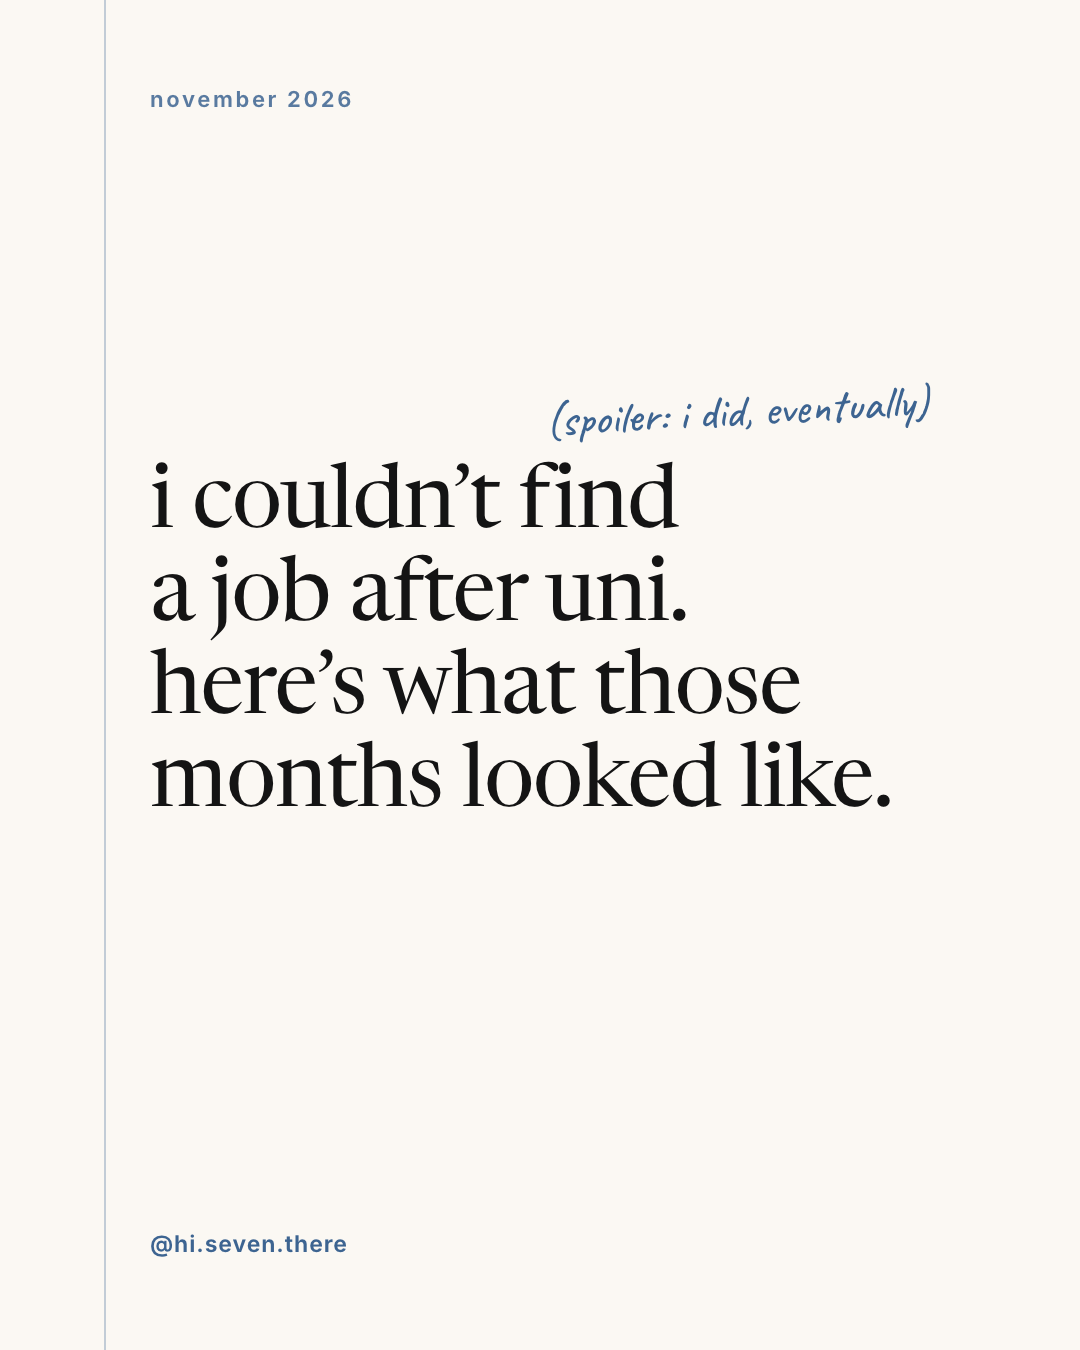 november 2026
(spoiler: i did, eventually)
i couldn’t find
a job after uni.
here’s what those
months looked like.
@hi.seven.there